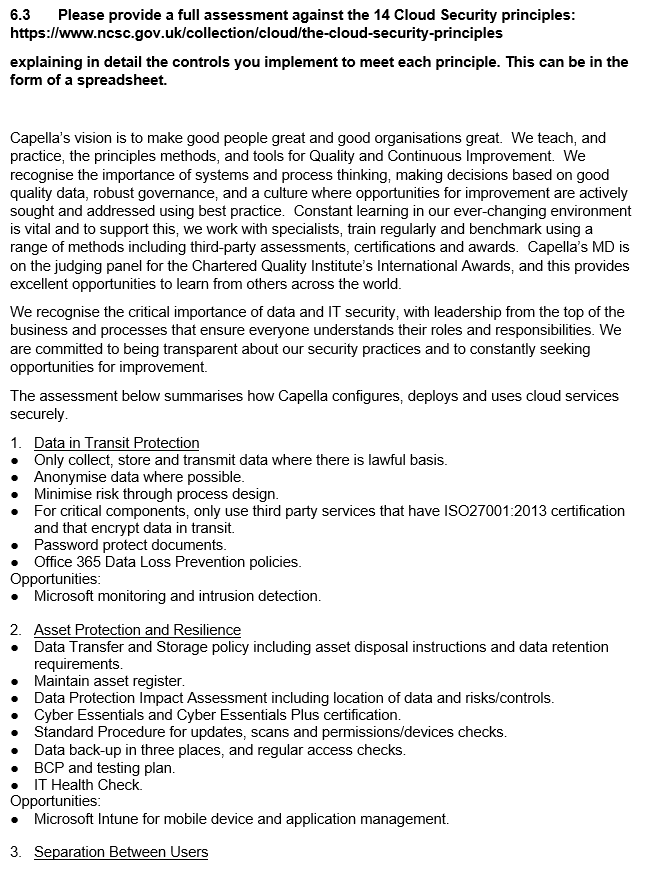 6.3 Please provide a full assessment against the 14 Cloud Security principles:
https://www.ncsc.gov.uk/collection/cloud/the-cloud-security-principles
explaining in detail the controls you implement to meet each principle. This can be in the
form of a spreadsheet.
Capella's vision is to make good people great and good organisations great. We teach, and
practice, the principles methods, and tools for Quality and Continuous Improvement. We
recognise the importance of systems and process thinking, making decisions based on good
quality data, robust governance, and a culture where opportunities for improvement are actively
sought and addressed using best practice. Constant learning in our ever-changing environment
is vital and to support this, we work with specialists, train regularly and benchmark using a
range of methods including third-party assessments, certifications and awards. Capella's MD is
on the judging panel for the Chartered Quality Institute's International Awards, and this provides
excellent opportunities to learn from others across the world.
We recognise the critical importance of data and IT security, with leadership from the top of the
business and processes that ensure everyone understands their roles and responsibilities. We
are committed to being transparent about our security practices and to constantly seeking
opportunities for improvement.
The assessment below summarises how Capella configures, deploys and uses cloud services
securely.
1. Data in Transit Protection
● Only collect, store and transmit data where there is lawful basis.
● Anonymise data where possible.
● Minimise risk through process design.
● For critical components, only use third party services that have ISO27001:2013 certification
and that encrypt data in transit.
● Password protect documents.
● Office 365 Data Loss Prevention policies.
Opportunities:
● Microsoft monitoring and intrusion detection.
2. Asset Protection and Resilience
● Data Transfer and Storage policy including asset disposal instructions and data retention
requirements.
● Maintain asset register.
● Data Protection Impact Assessment including location of data and risks/controls.
● Cyber Essentials and Cyber Essentials Plus certification.
● Standard Procedure for updates, scans and permissions/devices checks.
● Data back-up in three places, and regular access checks.
● BCP and testing plan.
● IT Health Check.
Opportunities:
● Microsoft Intune for mobile device and application management.
3. Separation Between Users